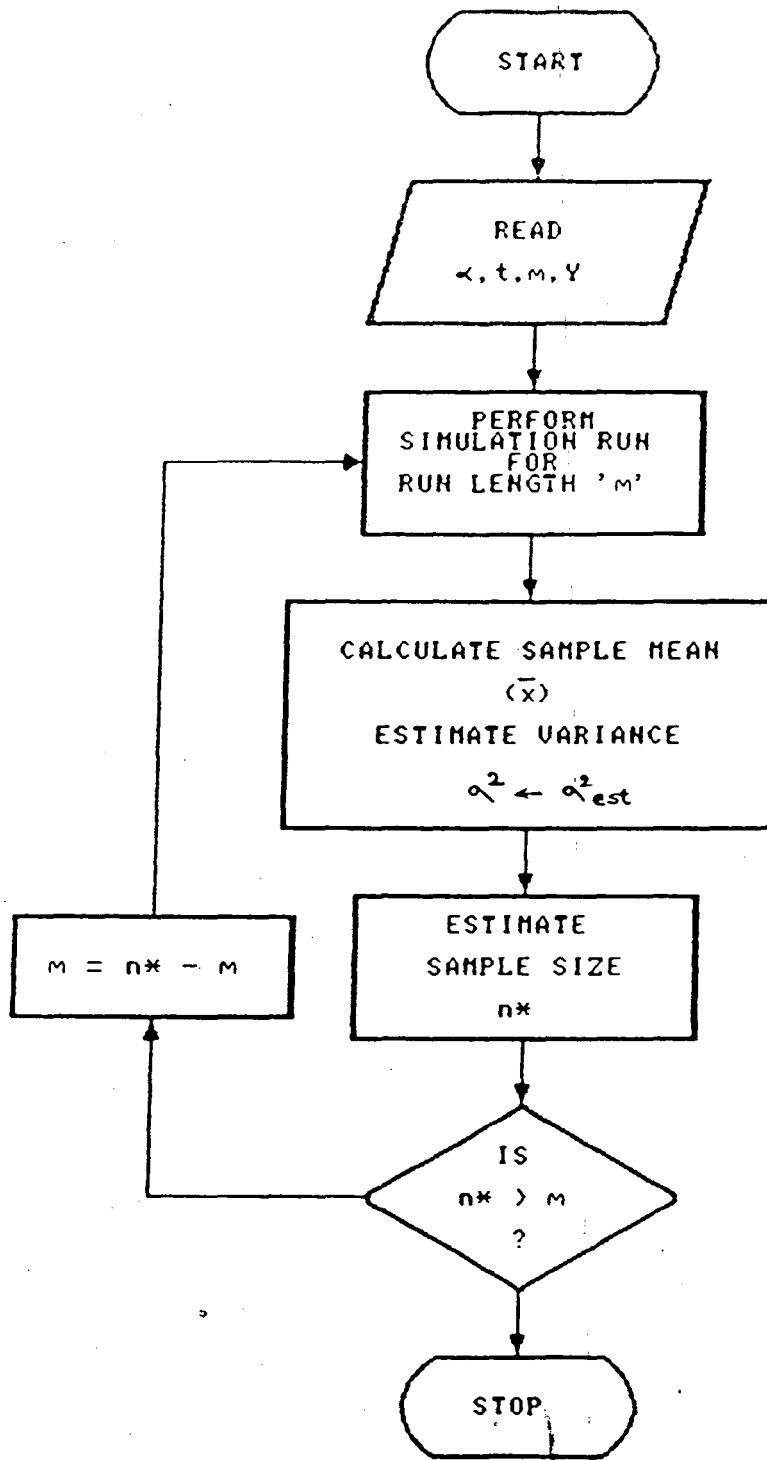 START
READ
α, t, m, Y
PERFORM
SIMULATION RUN
FOR
RUN LENGTH 'm'
CALCULATE SAMPLE MEAN
(x̄)
ESTIMATE VARIANCE
σ² ← σ²est
ESTIMATE
SAMPLE SIZE
n*
m = n* - m
IS
n* > m
?
STOP